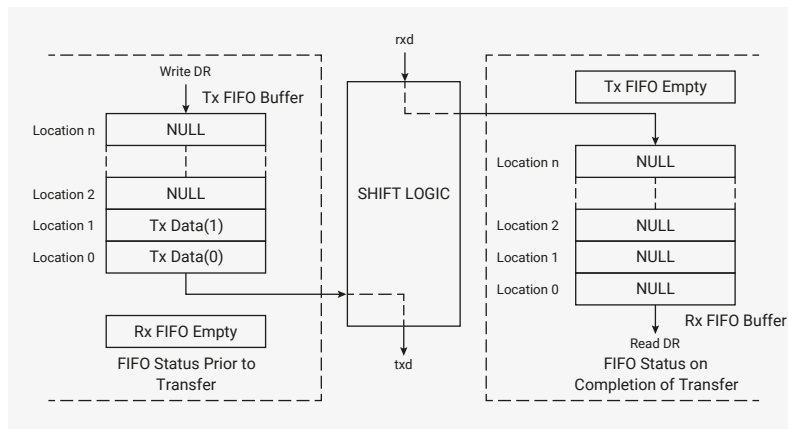 Write DR
Tx FIFO Buffer
Location n NULL
Location 2 NULL
Location 1 Tx Data(1)
Location 0 Tx Data(0)
Rx FIFO Empty
FIFO Status Prior to
Transfer
rxd
SHIFT LOGIC
txd
Tx FIFO Empty
Location n NULL
Location 2 NULL
Location 1 NULL
Location 0 NULL
Rx FIFO Buffer
Read DR
FIFO Status on
Completion of Transfer